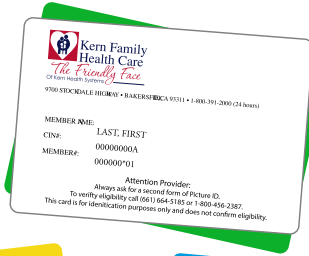 Kern Family
Health Care
The Friendly Face
Of Kern Health Systems
9700 STOCKDALE HIGHWAY • BAKERSFIELD, CA 93311 • 1-800-391-2000 (24 hours)
MEMBER NAME:
LAST, FIRST
CIN#:
00000000A
MEMBER#:
000000*01
Attention Provider:
Always ask for a second form of Picture ID.
To verifty eligibility call (661) 664-5185 or 1-800-456-2387.
This card is for idenitication purposes only and does not confirm eligibility.